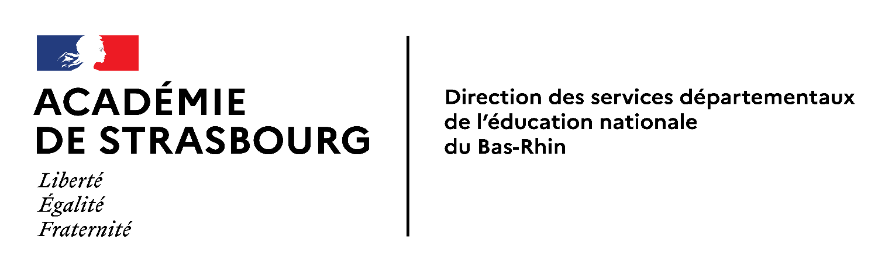 ACADÉMIE
DE STRASBOURG
Liberté
Égalité
Fraternité
Direction des services départementaux
de l'éducation nationale
du Bas-Rhin